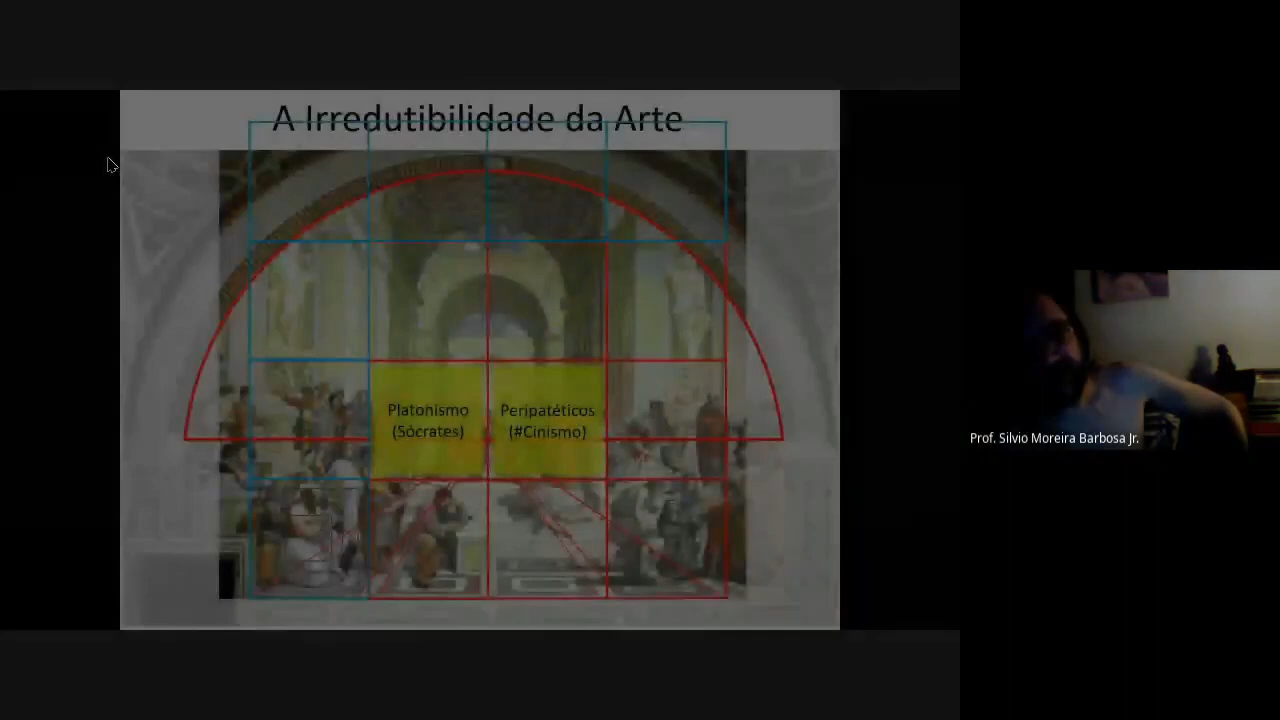 A Irredutibilidade da Arte
Platonismo
(Sócrates)
Peripatéticos
(#Cinismo)
Prof. Silvio Moreira Barbosa Jr.